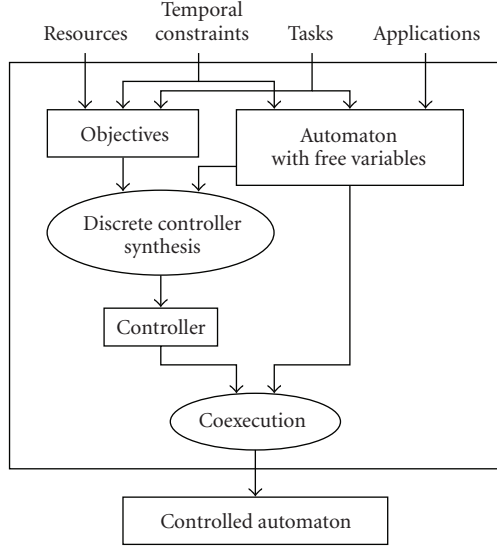 Resources
Temporal
constraints
Tasks
Applications
Objectives
Automaton
with free variables
Discrete controller
synthesis
Controller
Coexecution
Controlled automaton